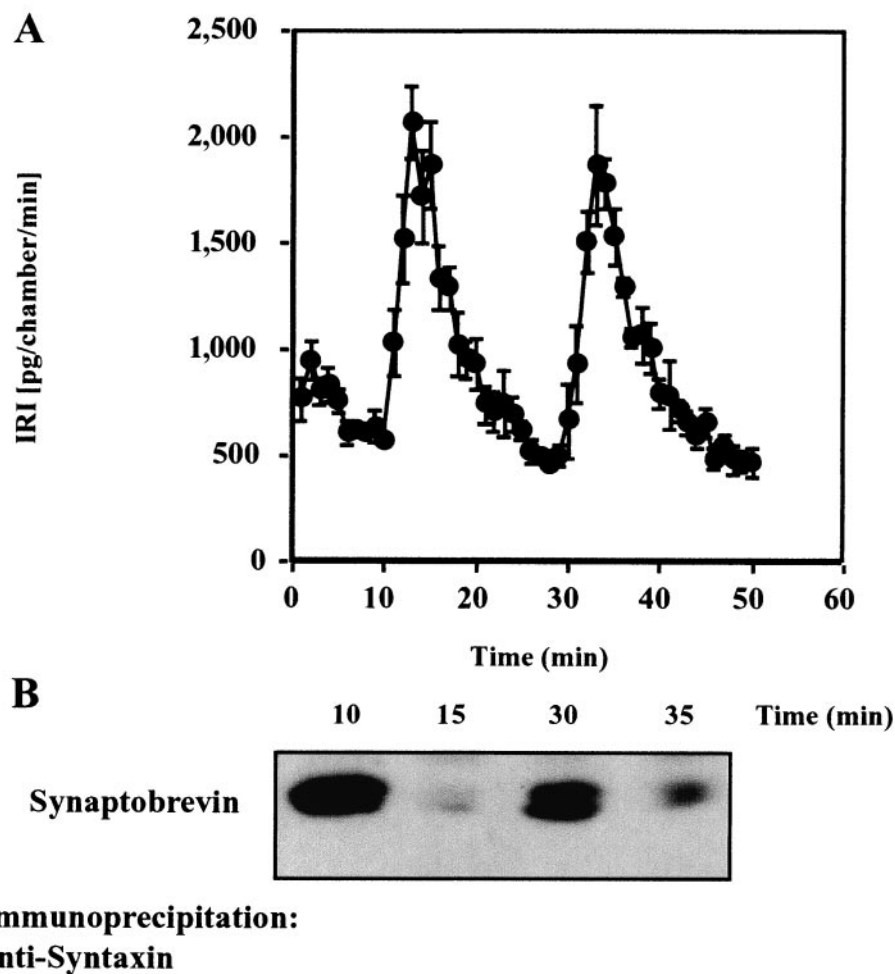 A
2,500
2,000
1,500
1,000
500
0
IRI [pg/chamber/min]
0 10 20 30 40 50 60
Time (min)
B
10 15 30 35 Time (min)
Synaptobrevin
mmunoprecipitation:
nti-Syntaxin